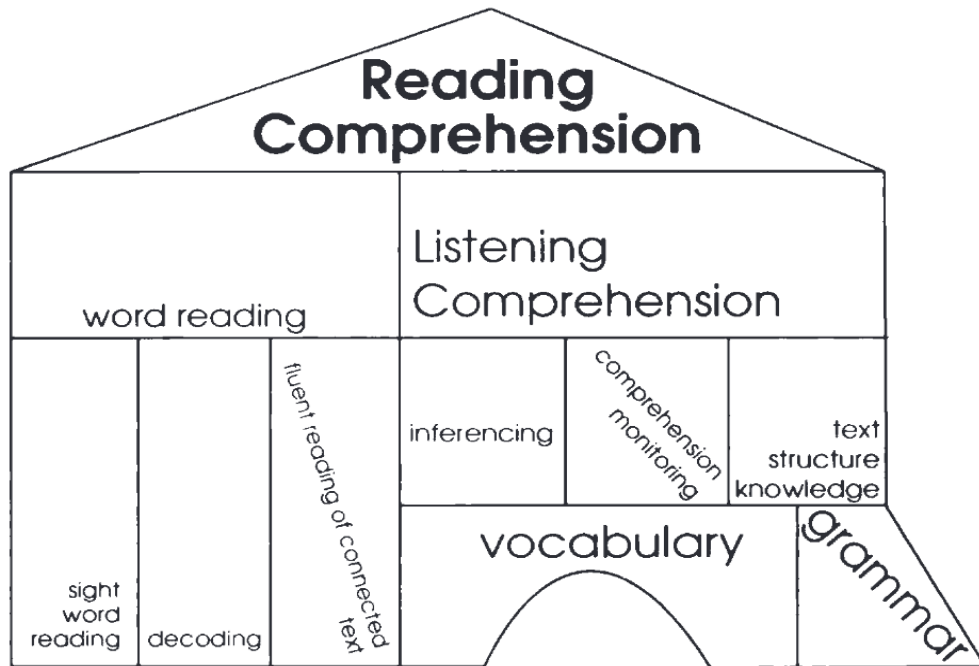 Reading
Comprehension
word reading
Listening
Comprehension
sight
word
reading
decoding
fluent reading of connected
text
inferencing
comprehension
monitoring
text
structure
knowledge
vocabulary
grammar